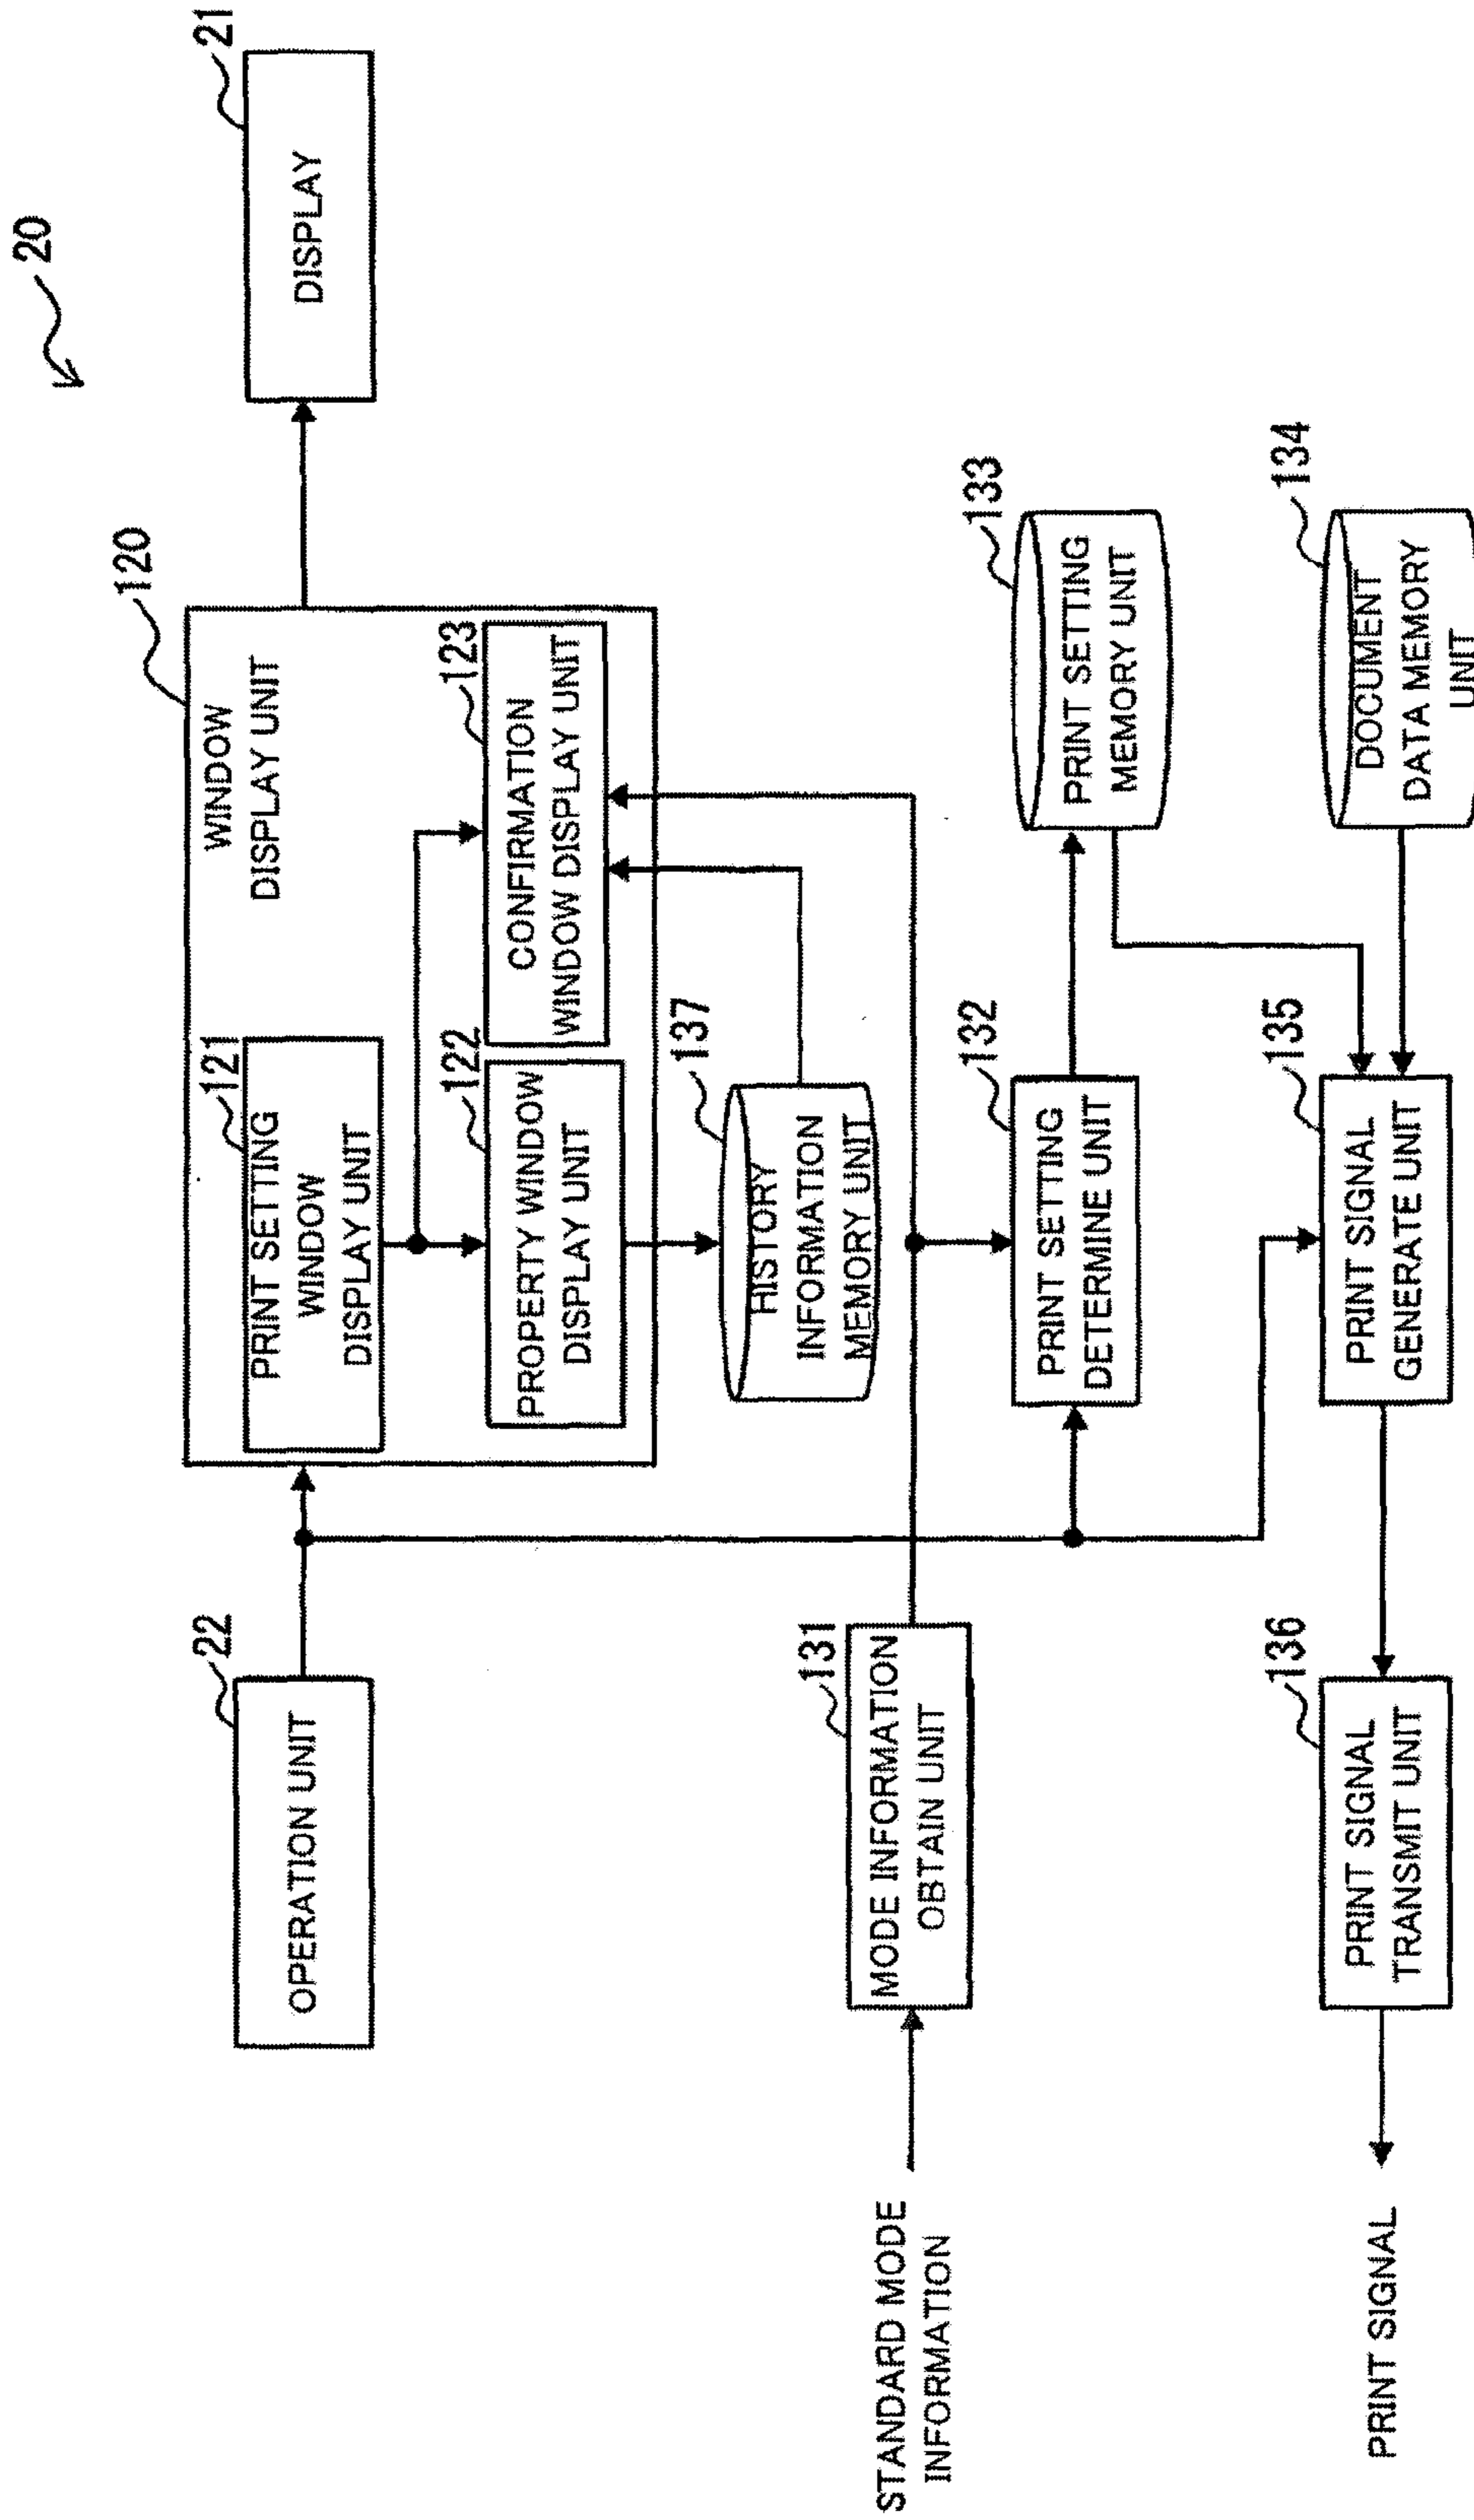 20
22
OPERATION UNIT
120
WINDOW
DISPLAY UNIT
121
PRINT SETTING
WINDOW
DISPLAY UNIT
122
PROPERTY WINDOW
DISPLAY UNIT
123
CONFIRMATION
WINDOW DISPLAY UNIT
21
DISPLAY
137
HISTORY
INFORMATION
MEMORY UNIT
STANDARD MODE
INFORMATION
131
MODE INFORMATION
OBTAIN UNIT
132
PRINT SETTING
DETERMINE UNIT
133
PRINT SETTING
MEMORY UNIT
PRINT SIGNAL
136
PRINT SIGNAL
TRANSMIT UNIT
135
PRINT SIGNAL
GENERATE UNIT
134
DOCUMENT
DATA MEMORY
UNIT